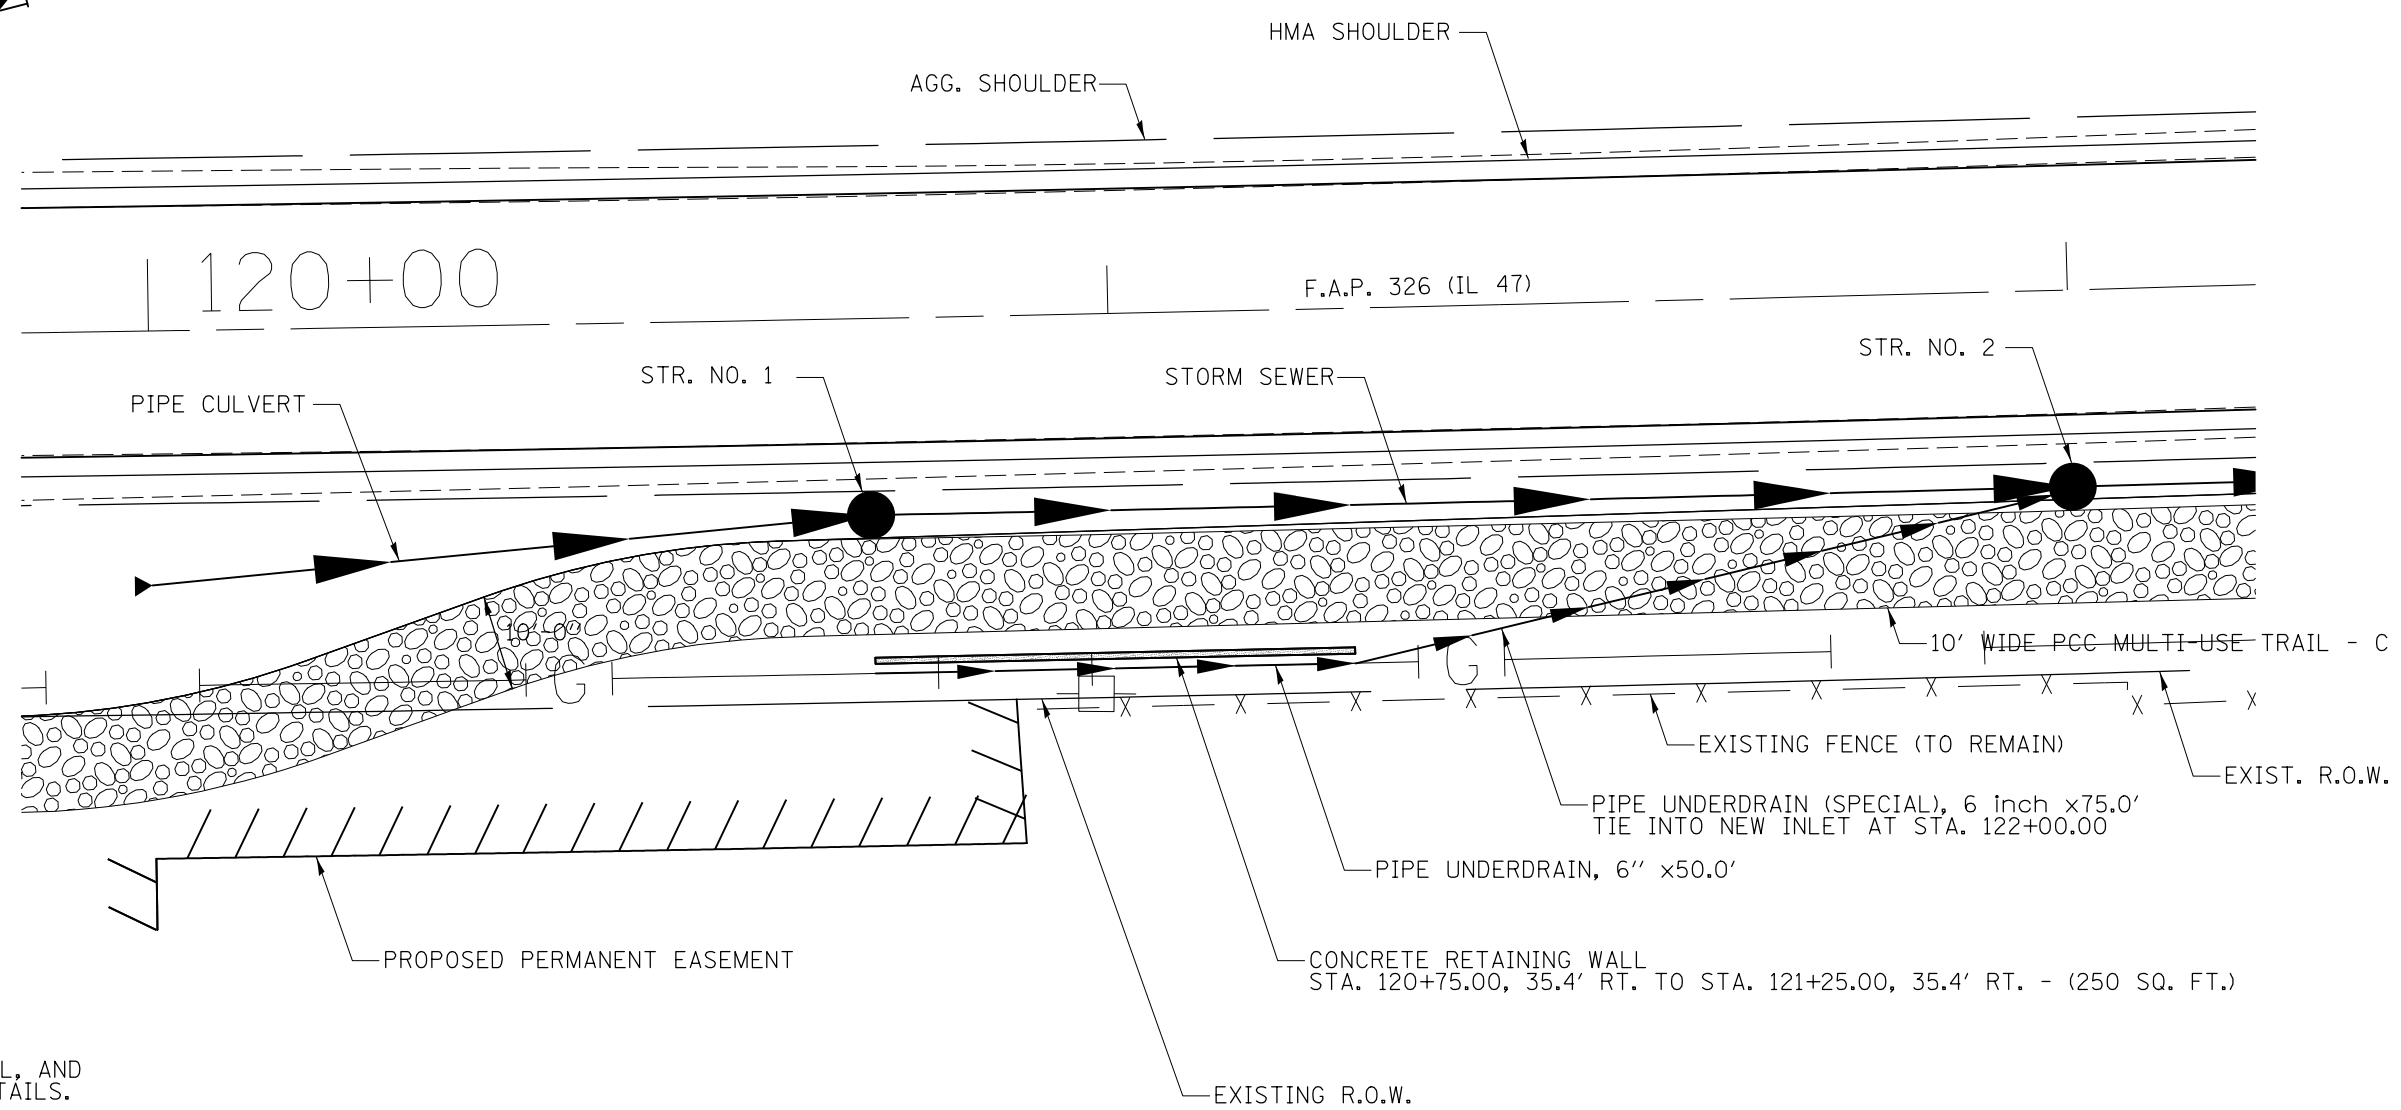 HMA SHOULDER
AGG. SHOULDER
120+00
F.A.P. 326 (IL 47)
STR. NO. 2
STR. NO. 1
STORM SEWER
PIPE CULVERT
10'-0"
G
G
10' WIDE PCC MULTI-USE TRAIL - C
X X X X X X X X X X X
EXISTING FENCE (TO REMAIN)
EXIST. R.O.W.
PIPE UNDERDRAIN (SPECIAL), 6 inch x75.0'
TIE INTO NEW INLET AT STA. 122+00.00
PIPE UNDERDRAIN, 6" x50.0'
PROPOSED PERMANENT EASEMENT
CONCRETE RETAINING WALL
STA. 120+75.00, 35.4' RT. TO STA. 121+25.00, 35.4' RT. - (250 SQ. FT.)
L, AND
TAILS.
EXISTING R.O.W.